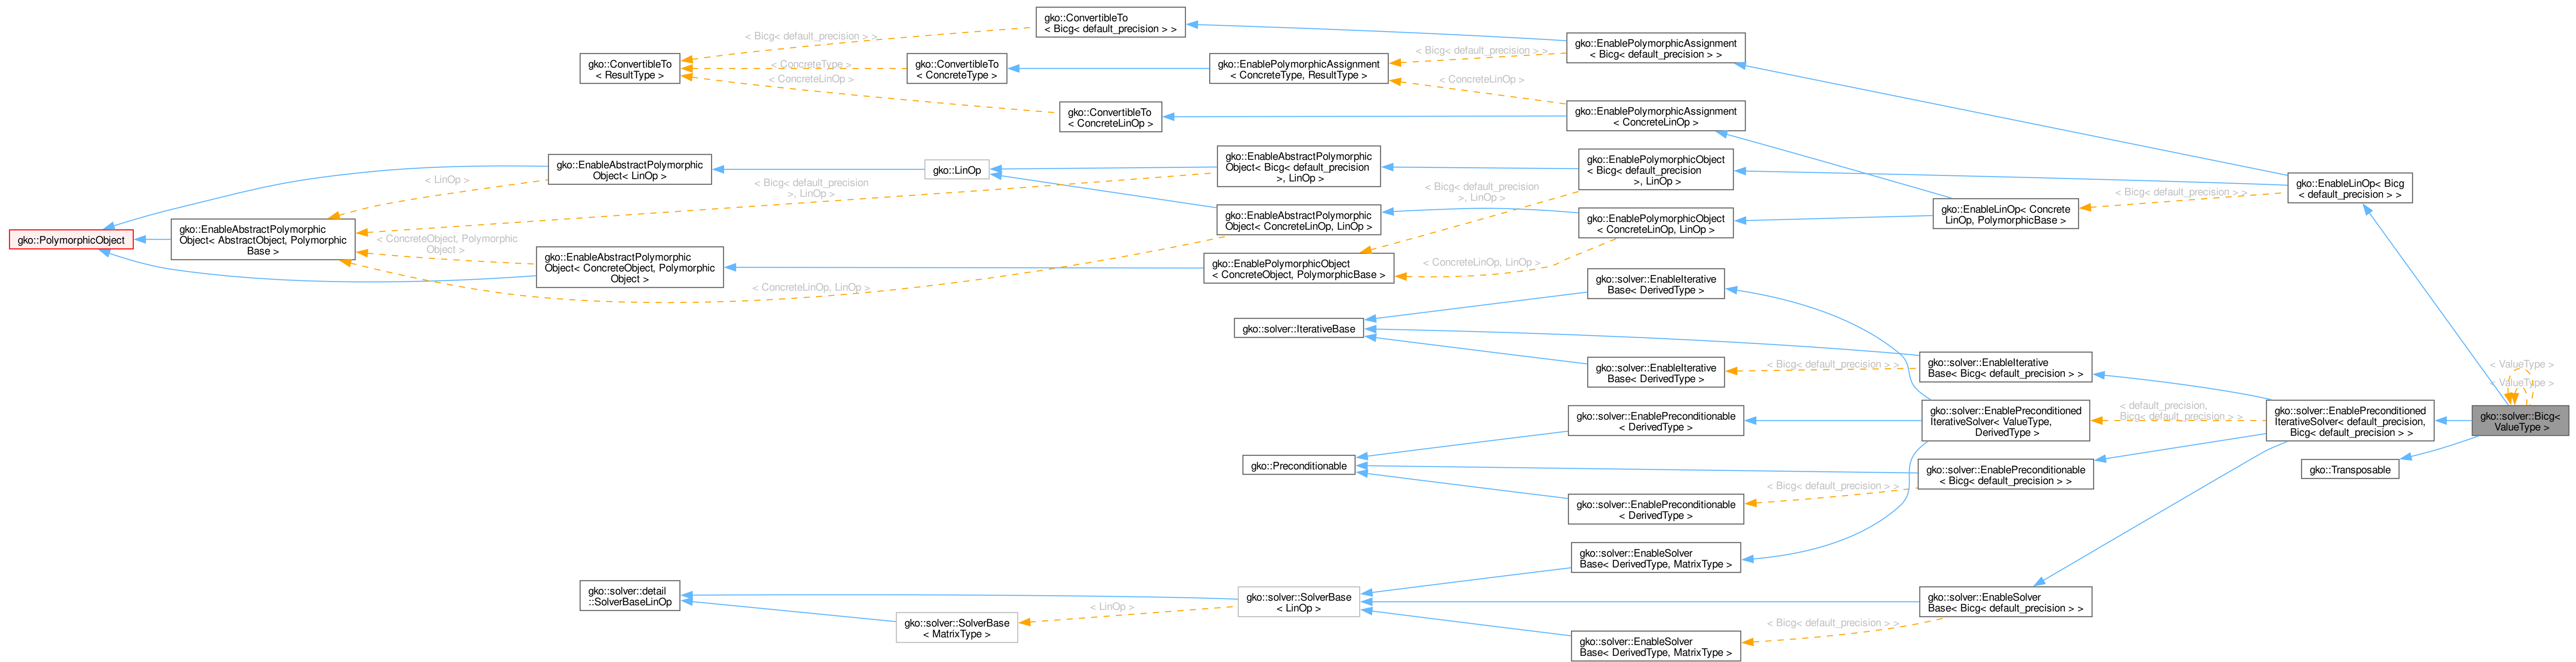 gko::ConvertibleTo
< Bicg< default_precision > >
< Bicg< default_precision > >
gko::ConvertibleTo
< ResultType >
< ConcreteType >
< ConcreteLinOp >
gko::ConvertibleTo
< ConcreteType >
gko::EnablePolymorphicAssignment
< ConcreteType, ResultType >
< Bicg< default_precision > >
gko::EnablePolymorphicAssignment
< Bicg< default_precision > >
< ConcreteLinOp >
gko::ConvertibleTo
< ConcreteLinOp >
gko::EnablePolymorphicAssignment
< ConcreteLinOp >
gko::EnableAbstractPolymorphic
Object< LinOp >
< LinOp >
gko::LinOp
< Bicg< default_precision
>, LinOp >
gko::EnableAbstractPolymorphic
Object< Bicg< default_precision
>, LinOp >
gko::EnablePolymorphicObject
< Bicg< default_precision
>, LinOp >
< Bicg< default_precision
>, LinOp >
gko::EnableLinOp< Bicg
< default_precision > >
< Bicg< default_precision > >
gko::EnableLinOp< Concrete
LinOp, PolymorphicBase >
gko::EnableAbstractPolymorphic
Object< ConcreteLinOp, LinOp >
gko::EnablePolymorphicObject
< ConcreteLinOp, LinOp >
gko::PolymorphicObject
gko::EnableAbstractPolymorphic
Object< AbstractObject, Polymorphic
Base >
< ConcreteObject, Polymorphic
Object >
gko::EnableAbstractPolymorphic
Object< ConcreteObject, Polymorphic
Object >
< ConcreteLinOp, LinOp >
gko::EnablePolymorphicObject
< ConcreteObject, PolymorphicBase >
< ConcreteLinOp, LinOp >
gko::solver::EnableIterative
Base< DerivedType >
gko::solver::IterativeBase
gko::solver::EnableIterative
Base< DerivedType >
< Bicg< default_precision > >
gko::solver::EnableIterative
Base< Bicg< default_precision > >
< ValueType >
< ValueType >
gko::solver::EnablePreconditionable
< DerivedType >
gko::solver::EnablePreconditioned
IterativeSolver< ValueType,
DerivedType >
< default_precision,
Bicg< default_precision > >
gko::solver::EnablePreconditioned
IterativeSolver< default_precision,
Bicg< default_precision > >
gko::solver::Bicg<
ValueType >
gko::Preconditionable
gko::solver::EnablePreconditionable
< Bicg< default_precision > >
gko::Transposable
< Bicg< default_precision > >
gko::solver::EnablePreconditionable
< DerivedType >
gko::solver::EnableSolver
Base< DerivedType, MatrixType >
gko::solver::detail
::SolverBaseLinOp
gko::solver::SolverBase
< MatrixType >
< LinOp >
gko::solver::SolverBase
< LinOp >
gko::solver::EnableSolver
Base< Bicg< default_precision > >
< Bicg< default_precision > >
gko::solver::EnableSolver
Base< DerivedType, MatrixType >